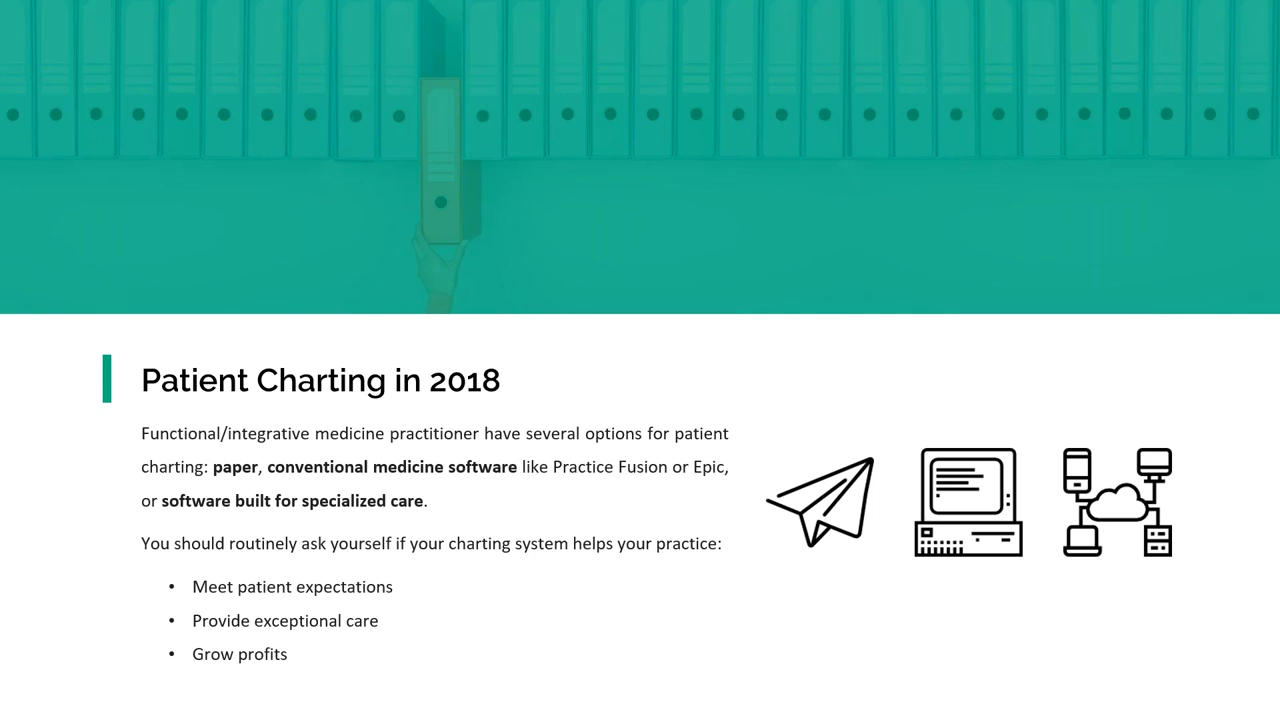 Patient Charting in 2018
Functional/integrative medicine practitioner have several options for patient
charting: paper, conventional medicine software like Practice Fusion or Epic,
or software built for specialized care.
You should routinely ask yourself if your charting system helps your practice:
• Meet patient expectations
• Provide exceptional care
• Grow profits